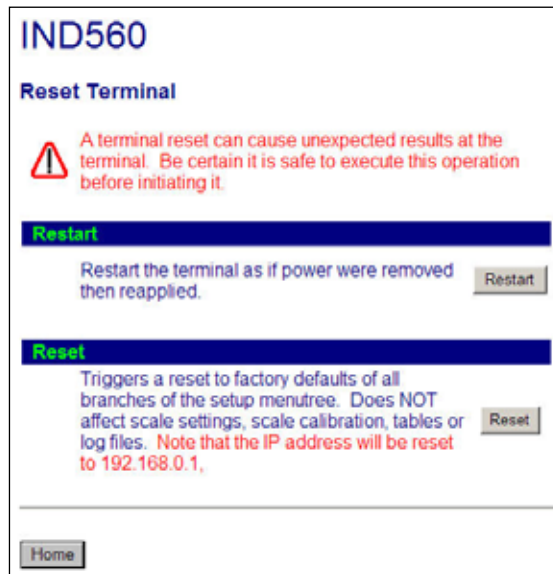 IND560
Reset Terminal
A terminal reset can cause unexpected results at the
terminal. Be certain it is safe to execute this operation
before initiating it.
Restart
Restart the terminal as if power were removed
then reapplied.
Restart
Reset
Triggers a reset to factory defaults of all
branches of the setup menutree. Does NOT
affect scale settings, scale calibration, tables or
log files. Note that the IP address will be reset
to 192.168.0.1,
Reset
Home